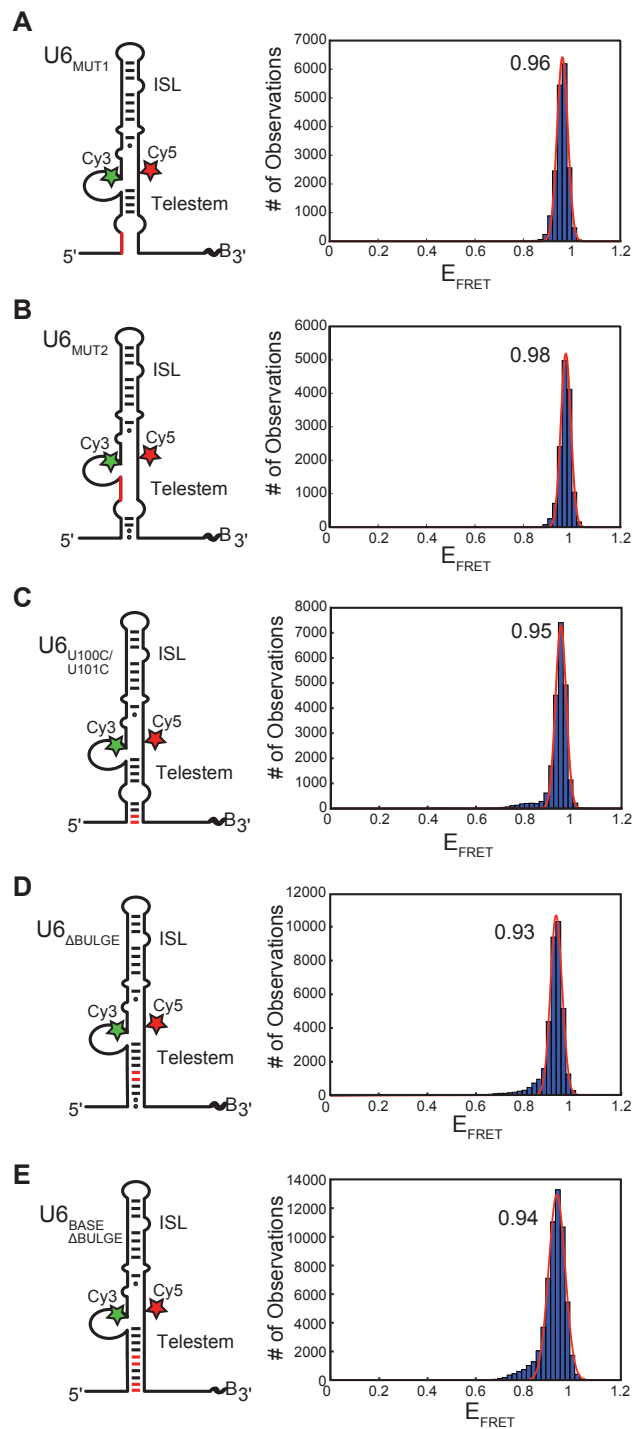 A
U6MUT1
ISL
Cy3
Cy5
Telestem
5'
B3'
# of Observations
7000
6000
5000
4000
3000
2000
1000
0
0.96
0 0.2 0.4 0.6 0.8 1 1.2
EFRET
B
U6MUT2
ISL
Cy3
Cy5
Telestem
5'
B3'
# of Observations
6000
5000
4000
3000
2000
1000
0
0.98
0 0.2 0.4 0.6 0.8 1 1.2
EFRET
C
U6U100C/
U101C
ISL
Cy3
Cy5
Telestem
5'
B3'
# of Observations
8000
7000
6000
5000
4000
3000
2000
1000
0
0.95
0 0.2 0.4 0.6 0.8 1 1.2
EFRET
D
U6ΔBULGE
ISL
Cy3
Cy5
Telestem
5'
B3'
# of Observations
12000
10000
8000
6000
4000
2000
0
0.93
0 0.2 0.4 0.6 0.8 1 1.2
EFRET
E
U6BASE
ΔBULGE
ISL
Cy3
Cy5
Telestem
5'
B3'
# of Observations
14000
12000
10000
8000
6000
4000
2000
0
0.94
0 0.2 0.4 0.6 0.8 1 1.2
EFRET